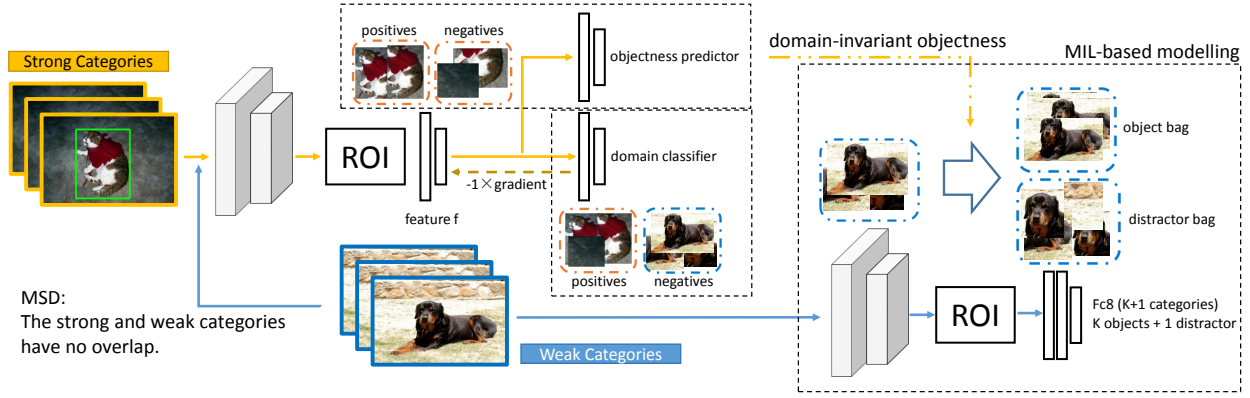 positives negatives
objectness predictor
domain-invariant objectness
MIL-based modelling
Strong Categories
object bag
ROI
domain classifier
-1×gradient
feature f
distractor bag
positives negatives
MSD:
The strong and weak categories
have no overlap.
ROI
Fc8 (K+1 categories)
K objects + 1 distractor
Weak Categories